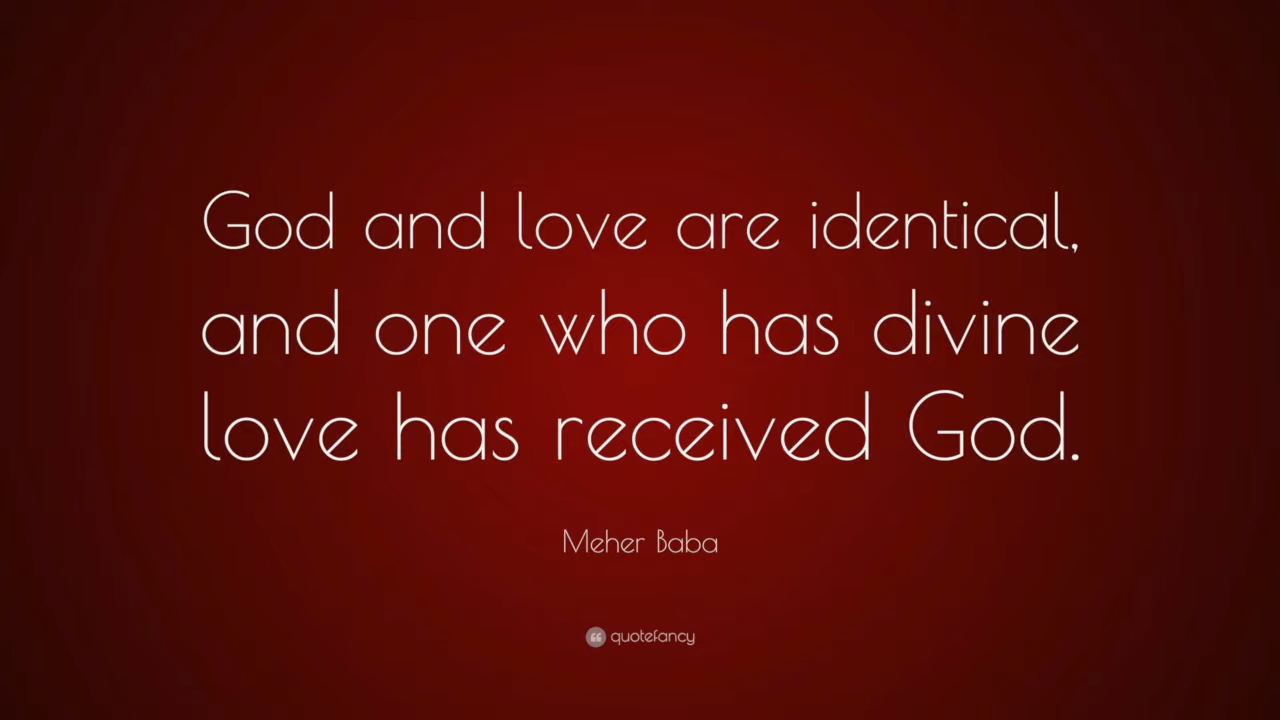 God and love are identical,
and one who has divine
love has received God.
Meher Baba
quotefancy